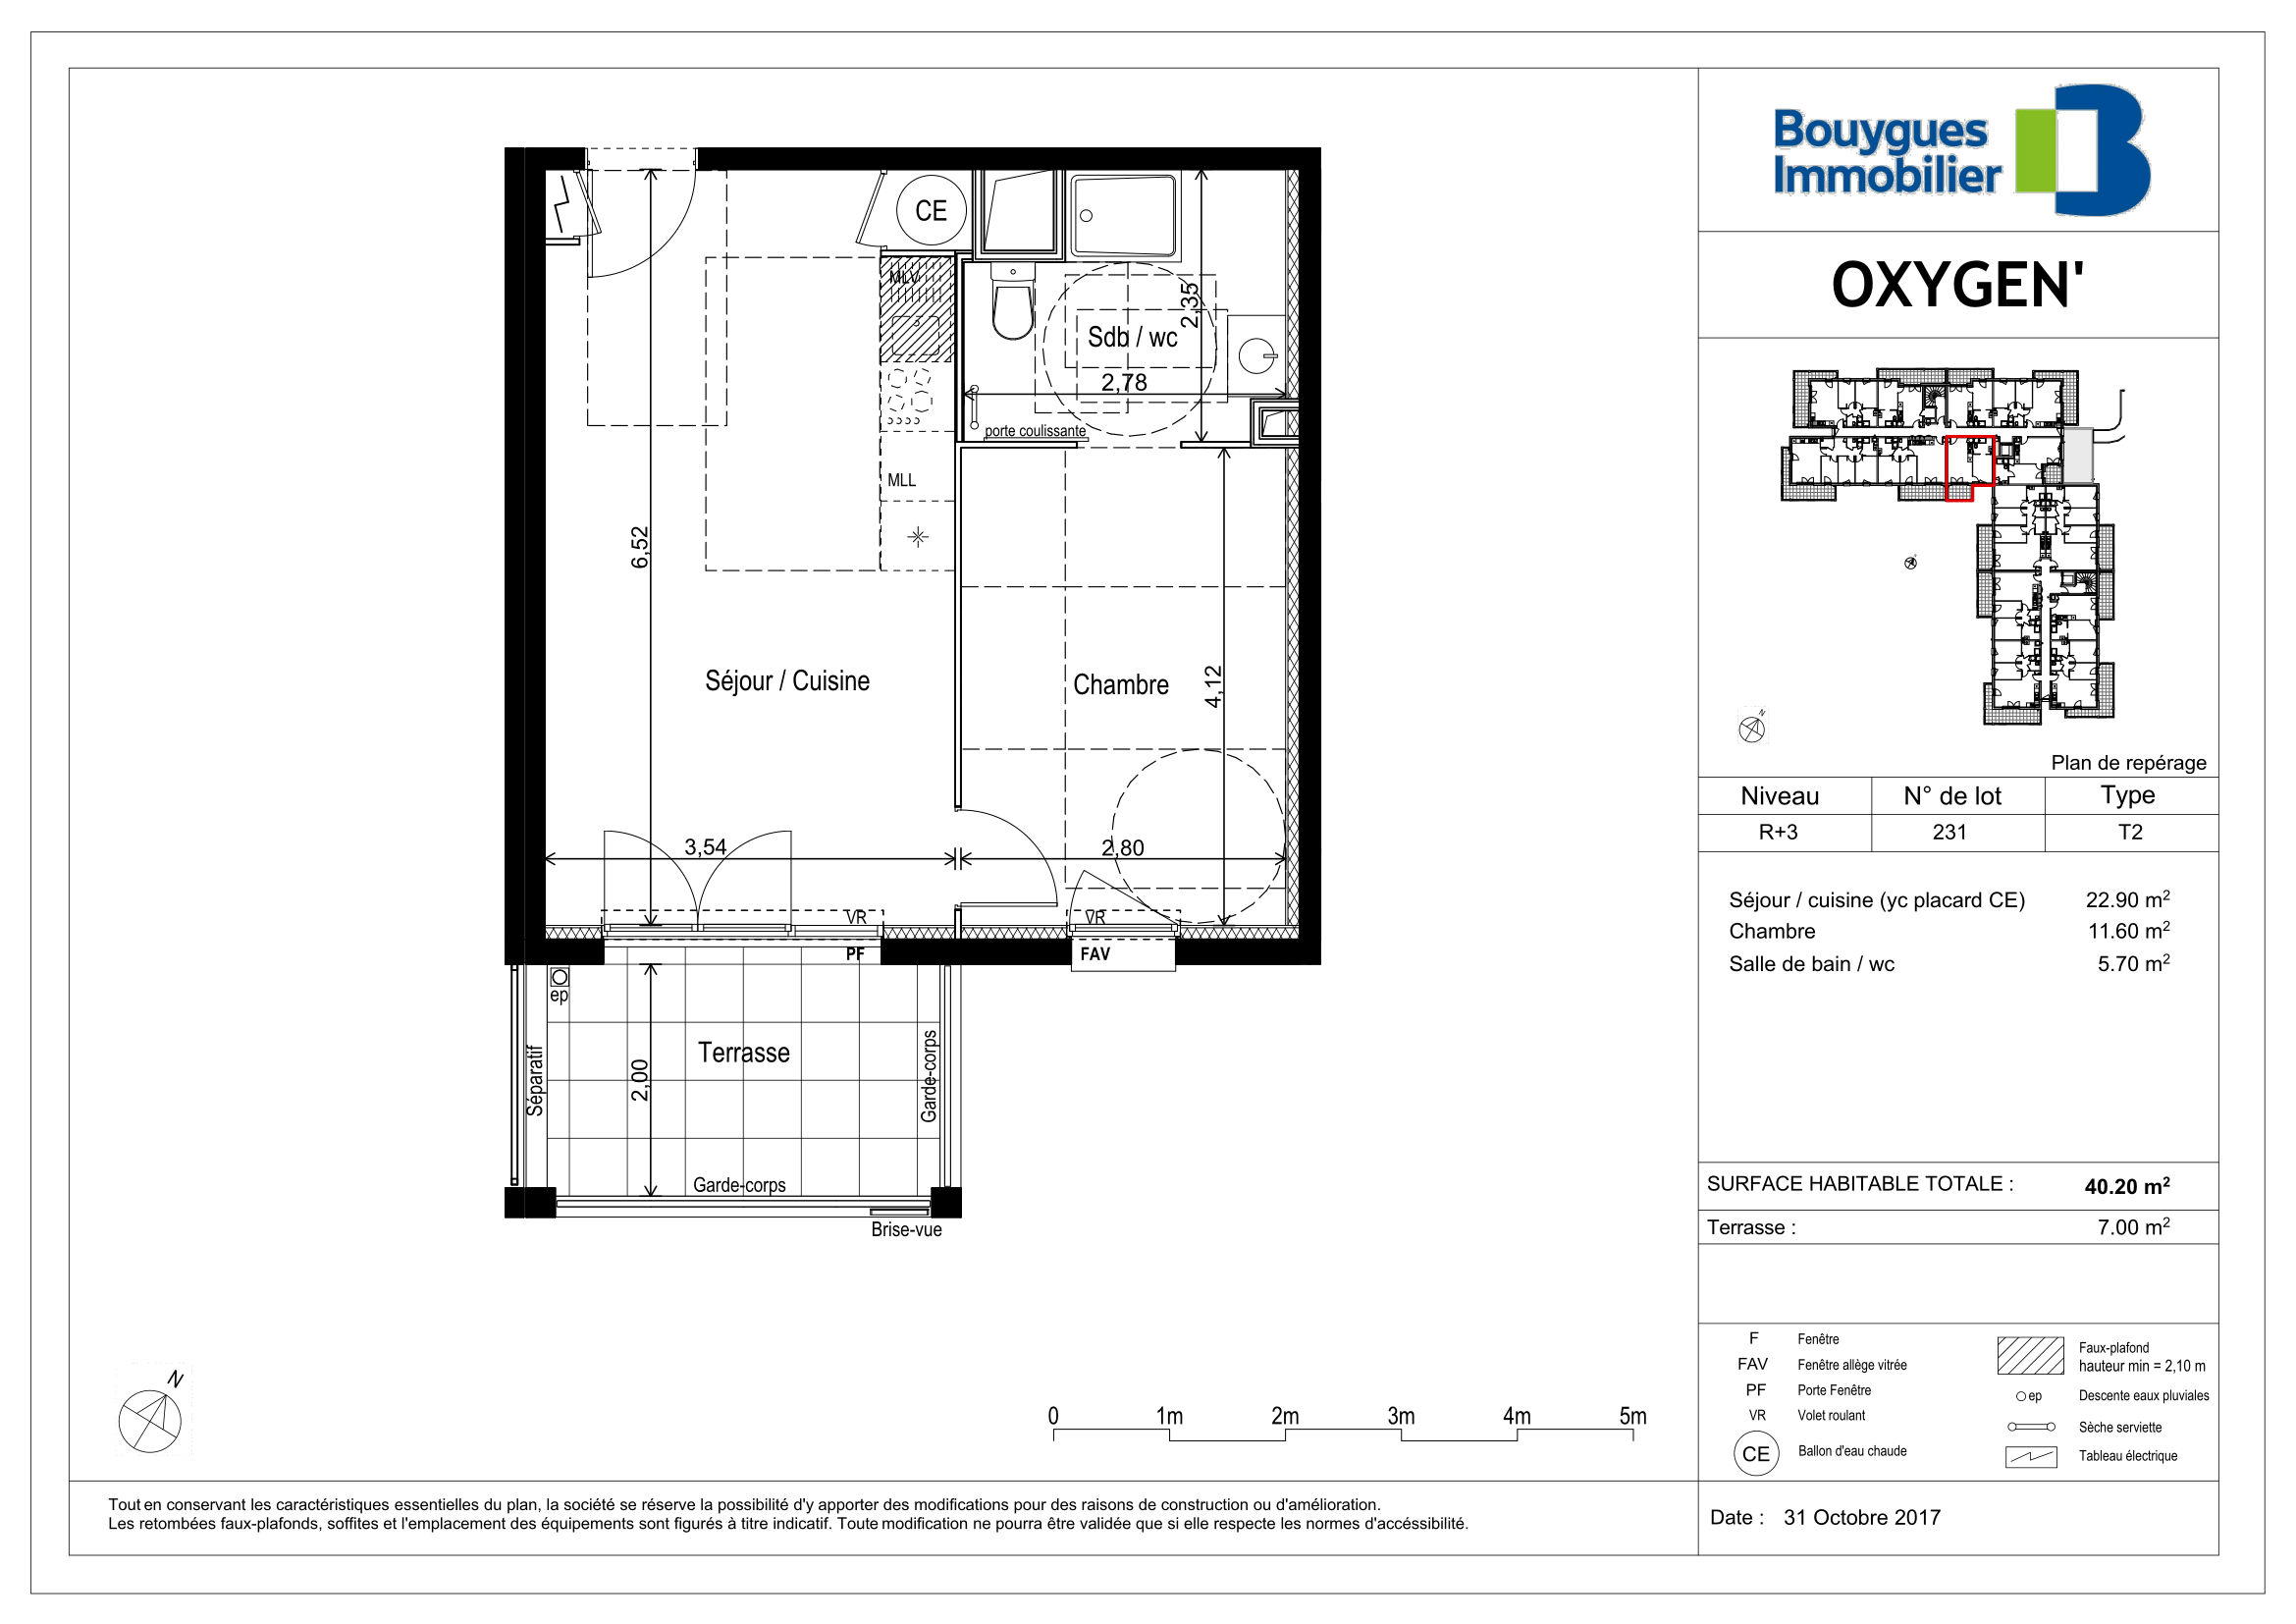 Bouygues
Immobilier
OXYGEN'
Plan de repérage
Niveau
N° de lot
Type
R+3
231
T2
Séjour / cuisine (yc placard CE) 22.90 m²
Chambre 11.60 m²
Salle de bain / wc 5.70 m²
SURFACE HABITABLE TOTALE : 40.20 m²
Terrasse : 7.00 m²
F Fenêtre
FAV Fenêtre allège vitrée
PF Porte Fenêtre
VR Volet roulant
CE Ballon d'eau chaude
Faux-plafond
hauteur min = 2,10 m
ep Descente eaux pluviales
Sèche serviette
Tableau électrique
Date : 31 Octobre 2017
CE
MLV
2,35
Sdb / wc
2,78
porte coulissante
MLL
6,52
Séjour / Cuisine
Chambre
4,12
3,54
2,80
VR
VR
PF
FAV
ep
Séparatif
Terrasse
2,00
Garde-corps
Garde-corps
Brise-vue
N
N
0 1m 2m 3m 4m 5m
Tout en conservant les caractéristiques essentielles du plan, la société se réserve la possibilité d'y apporter des modifications pour des raisons de construction ou d'amélioration.
Les retombées faux-plafonds, soffites et l'emplacement des équipements sont figurés à titre indicatif. Toute modification ne pourra être validée que si elle respecte les normes d'accéssibilité.